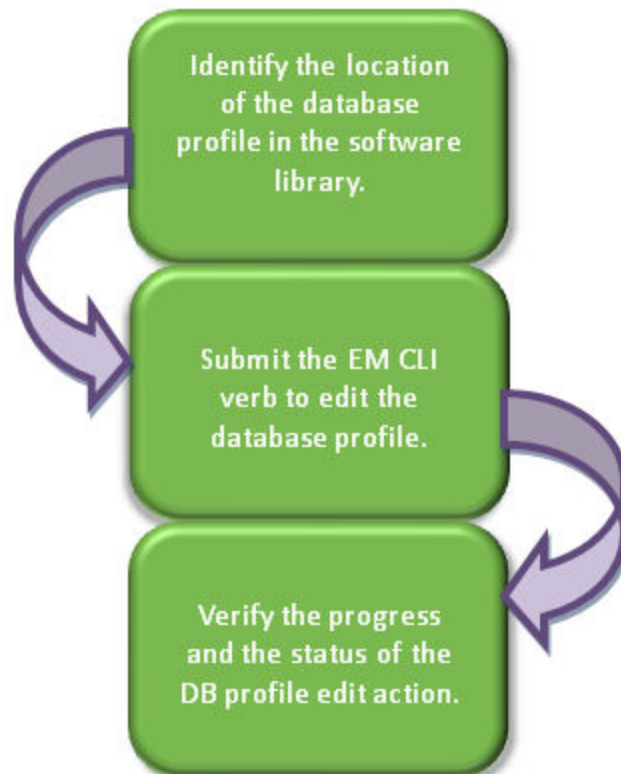 Identify the location
of the database
profile in the software
library.
Submit the EM CLI
verb to edit the
database profile.
Verify the progress
and the status of the
DB profile edit action.